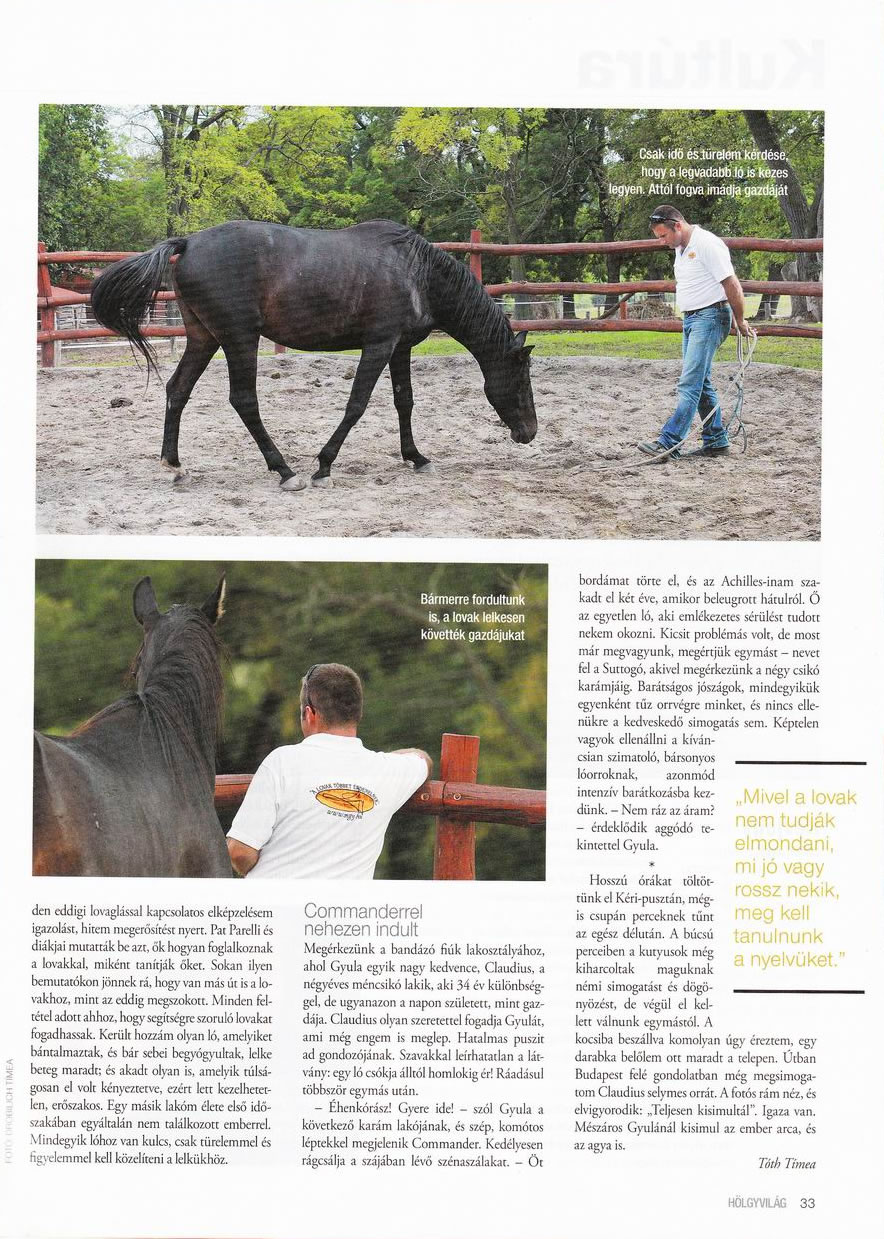 Csak idő és türelem kérdése,
hogy a legvadabb ló is kezes
legyen. Attól fogva imádja gazdáját
Bármerre fordultunk
is, a lovak lelkesen
követték gazdájukat
"A LOVAK TÖBBET ÉRDEMELNEK"
www.mgy.hu
den eddigi lovaglással kapcsolatos elképzelésem
igazolást, hitem megerősítést nyert. Pat Parelli és
diákjai mutatták be azt, ők hogyan foglalkoznak
a lovakkal, miként tanítják őket. Sokan ilyen
bemutatókon jönnek rá, hogy van más út is a lo-
vakhoz, mint az eddig megszokott. Minden fel-
tétel adott ahhoz, hogy segítségre szoruló lovakat
fogadhassak. Került hozzám olyan ló, amelyiket
bántalmaztak, és bár sebei begyógyultak, lelke
beteg maradt; és akadt olyan is, amelyik túlsá-
gosan el volt kényeztetve, ezért lett kezelhetet-
len, erőszakos. Egy másik lakóm élete első idő-
szakában egyáltalán nem találkozott emberrel.
Mindegyik lóhoz van kulcs, csak türelemmel és
figyelemmel kell közelíteni a lelkükhöz.
Commanderrel
nehezen indult
Megérkezünk a bandázó fiúk lakosztályához,
ahol Gyula egyik nagy kedvence, Claudius, a
négyéves méncsikó lakik, aki 34 év különbség-
gel, de ugyanazon a napon született, mint gaz-
dája. Claudius olyan szeretettel fogadja Gyulát,
ami még engem is meglep. Hatalmas puszit
ad gondozójának. Szavakkal leírhatatlan a lát-
vány: egy ló csókja álltól homlokig ér! Ráadásul
többször egymás után.
– Éhenkórász! Gyere ide! – szól Gyula a
következő karám lakójának, és szép, komótos
léptekkel megjelenik Commander. Kedélyesen
rágcsálja a szájában lévő szénaszálakat. – Öt
bordámat törte el, és az Achilles-inam sza-
kadt el két éve, amikor beleugrott hátulról. Ő
az egyetlen ló, aki emlékezetes sérülést tudott
nekem okozni. Kicsit problémás volt, de most
már megvagyunk, megértjük egymást – nevet
fel a Suttogó, akivel megérkezünk a négy csikó
karámjáig. Barátságos jószágok, mindegyikük
egyenként tűz orrvégre minket, és nincs elle-
nükre a kedveskedő simogatás sem. Képtelen
vagyok ellenállni a kíván-
csian szimatoló, bársonyos
lóorroknak, azonmód
intenzív barátkozásba kez-
dünk. – Nem ráz az áram?
– érdeklődik aggódó te-
kintettel Gyula.
*
Hosszú órákat töltöt-
tünk el Kéri-pusztán, még-
is csupán perceknek tűnt
az egész délután. A búcsú
perceiben a kutyusok még
kiharcoltak maguknak
némi simogatást és dögö-
nyözést, de végül el kel-
lett válnunk egymástól. A
kocsiba beszállva komolyan úgy éreztem, egy
darabka belőlem ott maradt a telepen. Útban
Budapest felé gondolatban még megsimoga-
tom Claudius selymes orrát. A fotós rám néz, és
elvigyorodik: „Teljesen kisimultál”. Igaza van.
Mészáros Gyulánál kisimul az ember arca, és
az agya is.
Tóth Tímea
„Mivel a lovak
nem tudják
elmondani,
mi jó vagy
rossz nekik,
meg kell
tanulnunk
a nyelvüket.”
HÖLGYVILÁG 33